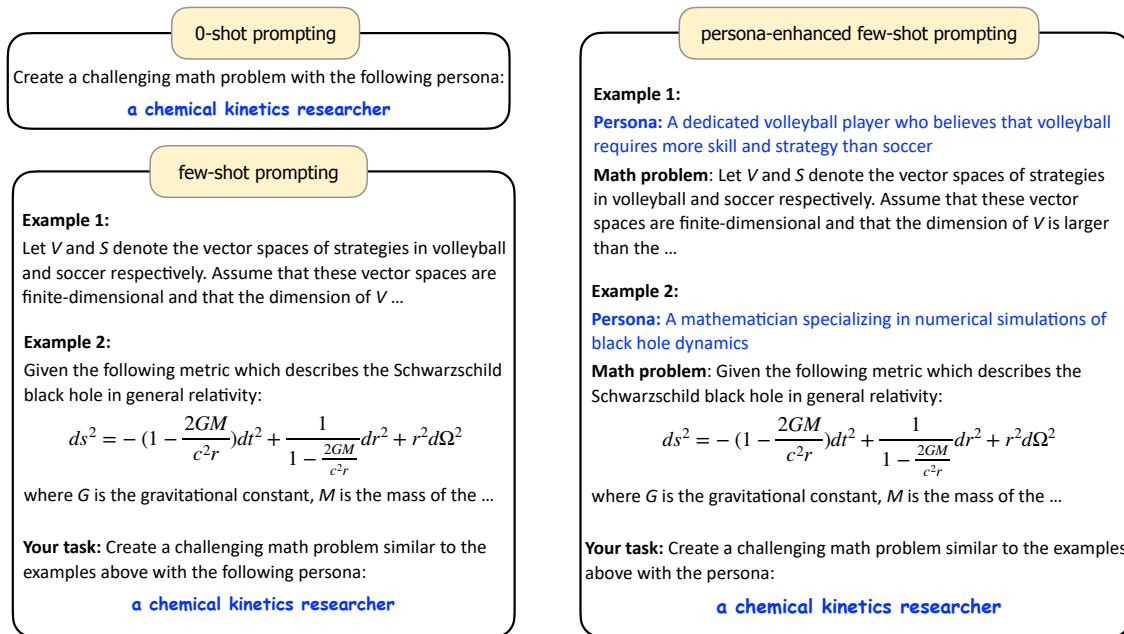 0-shot prompting
Create a challenging math problem with the following persona:
a chemical kinetics researcher
few-shot prompting
Example 1:
Let V and S denote the vector spaces of strategies in volleyball
and soccer respectively. Assume that these vector spaces are
finite-dimensional and that the dimension of V ...
Example 2:
Given the following metric which describes the Schwarzschild
black hole in general relativity:
ds² = − (1 − 2GM/c²r)dt² + 1/(1 − 2GM/c²r) dr² + r²dΩ²
where G is the gravitational constant, M is the mass of the ...
Your task: Create a challenging math problem similar to the
examples above with the following persona:
a chemical kinetics researcher
persona-enhanced few-shot prompting
Example 1:
Persona: A dedicated volleyball player who believes that volleyball
requires more skill and strategy than soccer
Math problem: Let V and S denote the vector spaces of strategies
in volleyball and soccer respectively. Assume that these vector
spaces are finite-dimensional and that the dimension of V is larger
than the ...
Example 2:
Persona: A mathematician specializing in numerical simulations of
black hole dynamics
Math problem: Given the following metric which describes the
Schwarzschild black hole in general relativity:
ds² = − (1 − 2GM/c²r)dt² + 1/(1 − 2GM/c²r) dr² + r²dΩ²
where G is the gravitational constant, M is the mass of the ...
Your task: Create a challenging math problem similar to the examples
above with the persona:
a chemical kinetics researcher